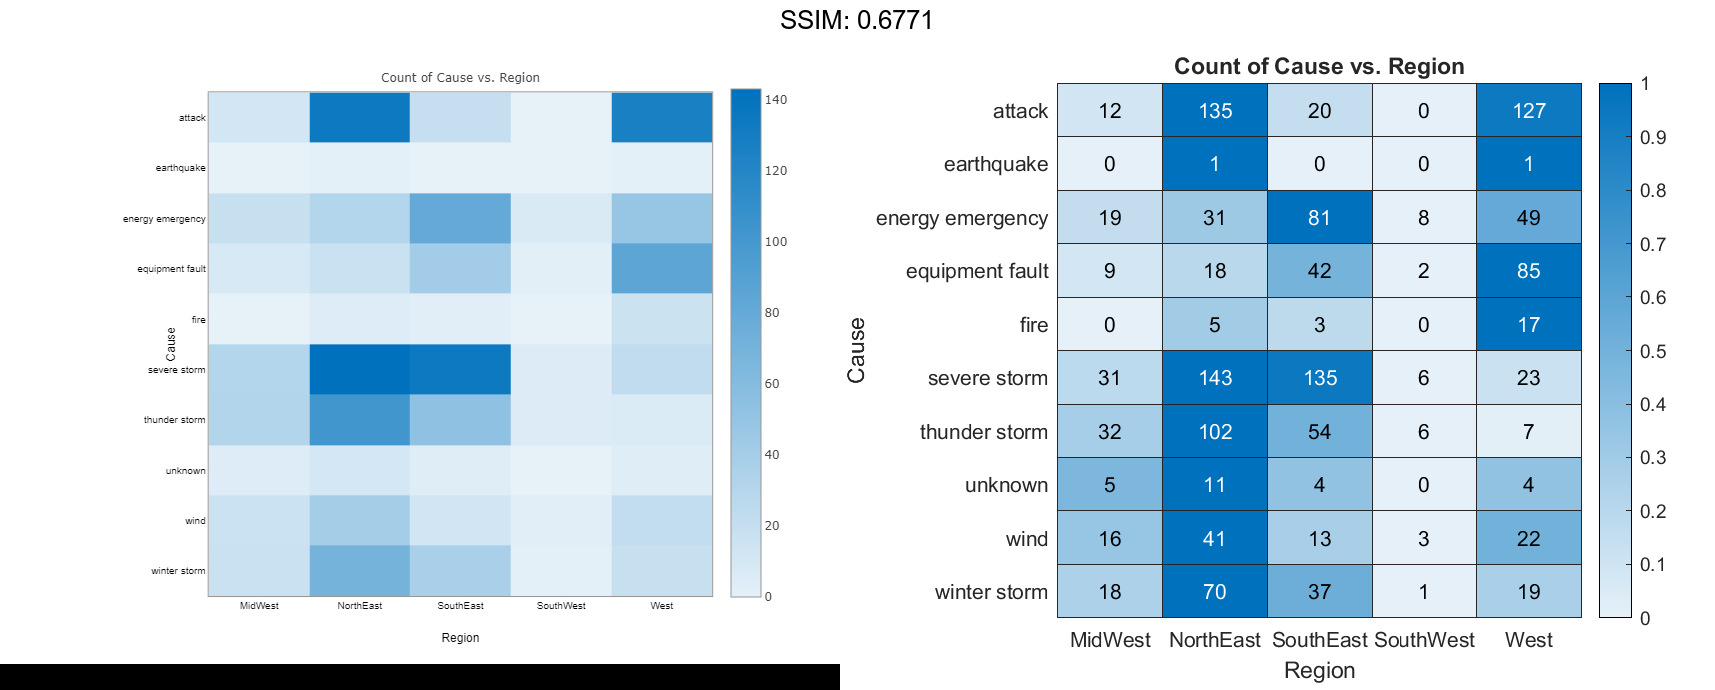 SSIM: 0.6771
Count of Cause vs. Region
attack
earthquake
energy emergency
equipment fault
fire
severe storm
thunder storm
unknown
wind
winter storm
Cause
MidWest NorthEast SouthEast SouthWest West
Region
140
120
100
80
60
40
20
0
Count of Cause vs. Region
attack 12 135 20 0 127
earthquake 0 1 0 0 1
energy emergency 19 31 81 8 49
equipment fault 9 18 42 2 85
fire 0 5 3 0 17
severe storm 31 143 135 6 23
thunder storm 32 102 54 6 7
unknown 5 11 4 0 4
wind 16 41 13 3 22
winter storm 18 70 37 1 19
Cause
MidWest NorthEast SouthEast SouthWest West
Region
1
0.9
0.8
0.7
0.6
0.5
0.4
0.3
0.2
0.1
0